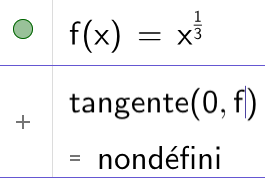 f(x) = x^{1/3}
tangente(0, f)
= nondéfini